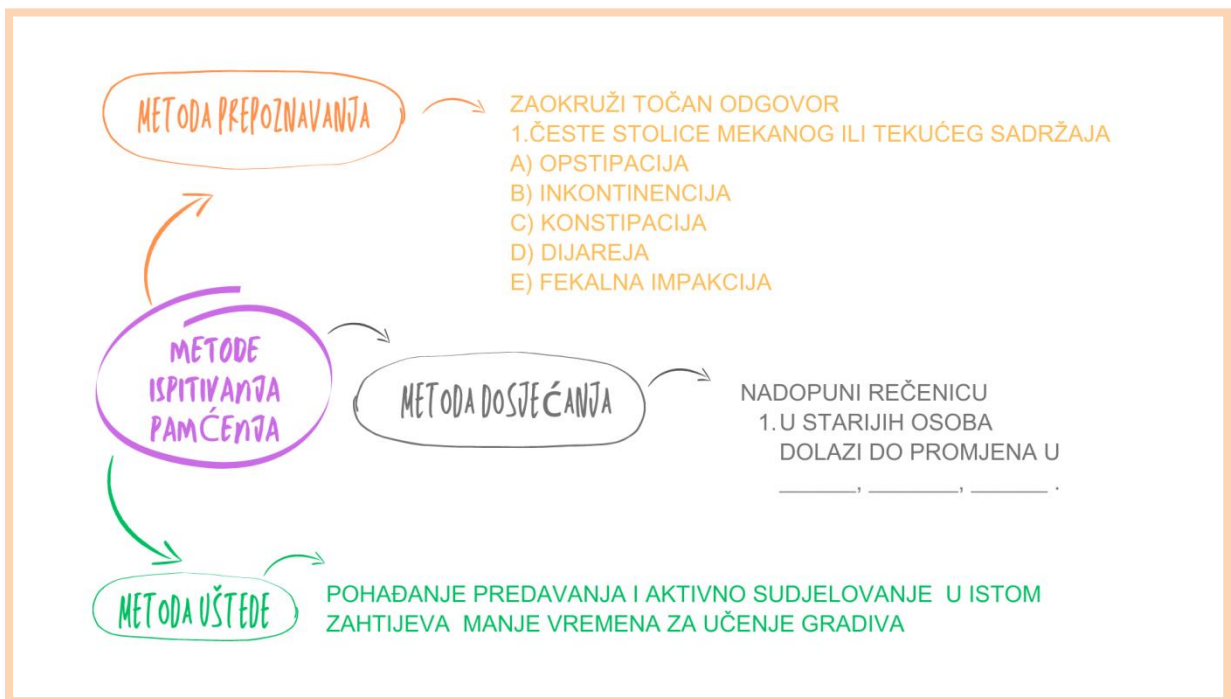 METODA PREPOZNAVANJA
ZAOKRUŽI TOČAN ODGOVOR
1.ČESTE STOLICE MEKANOG ILI TEKUĆEG SADRŽAJA
A) OPSTIPACIJA
B) INKONTINENCIJA
C) KONSTIPACIJA
D) DIJAREJA
E) FEKALNA IMPAKCIJA
METODE
ISPITIVANJA
PAMĆENJA
METODA DOSJEĆANJA
NADOPUNI REČENICU
1. U STARIJIH OSOBA
DOLAZI DO PROMJENA U
______, ______, ______ .
METODA UŠTEDE
POHAĐANJE PREDAVANJA I AKTIVNO SUDJELOVANJE U ISTOM
ZAHTIJEVA MANJE VREMENA ZA UČENJE GRADIVA